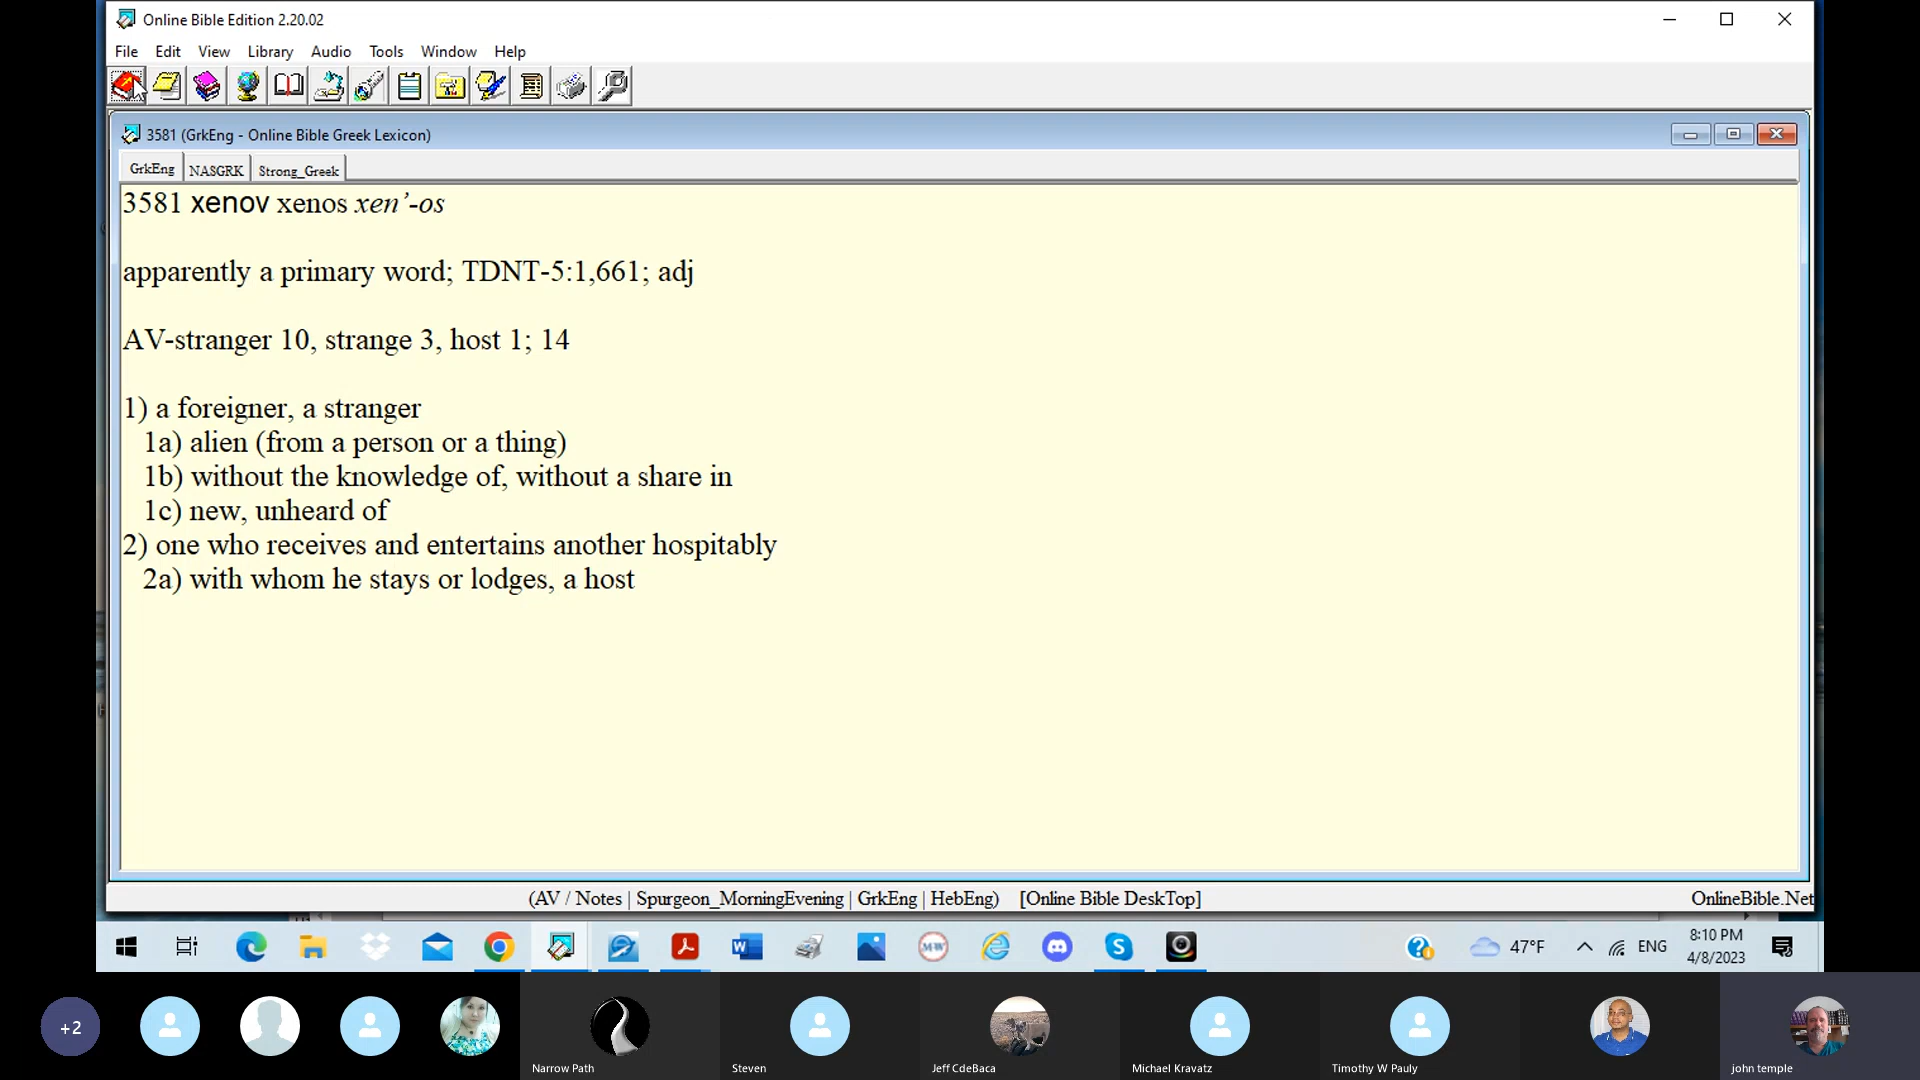 Online Bible Edition 2.20.02
File Edit View Library Audio Tools Window Help
3581 (GrkEng - Online Bible Greek Lexicon)
GrkEng NASGRK Strong_Greek
3581 xenov xenos xen’-os
apparently a primary word; TDNT-5:1,661; adj
AV-stranger 10, strange 3, host 1; 14
1) a foreigner, a stranger
1a) alien (from a person or a thing)
1b) without the knowledge of, without a share in
1c) new, unheard of
2) one who receives and entertains another hospitably
2a) with whom he stays or lodges, a host
(AV / Notes | Spurgeon_MorningEvening | GrkEng | HebEng) [Online Bible DeskTop] OnlineBible.Net
47°F ENG 8:10 PM
4/8/2023
+2
Narrow Path Steven Jeff CdeBaca Michael Kravatz Timothy W Pauly john temple